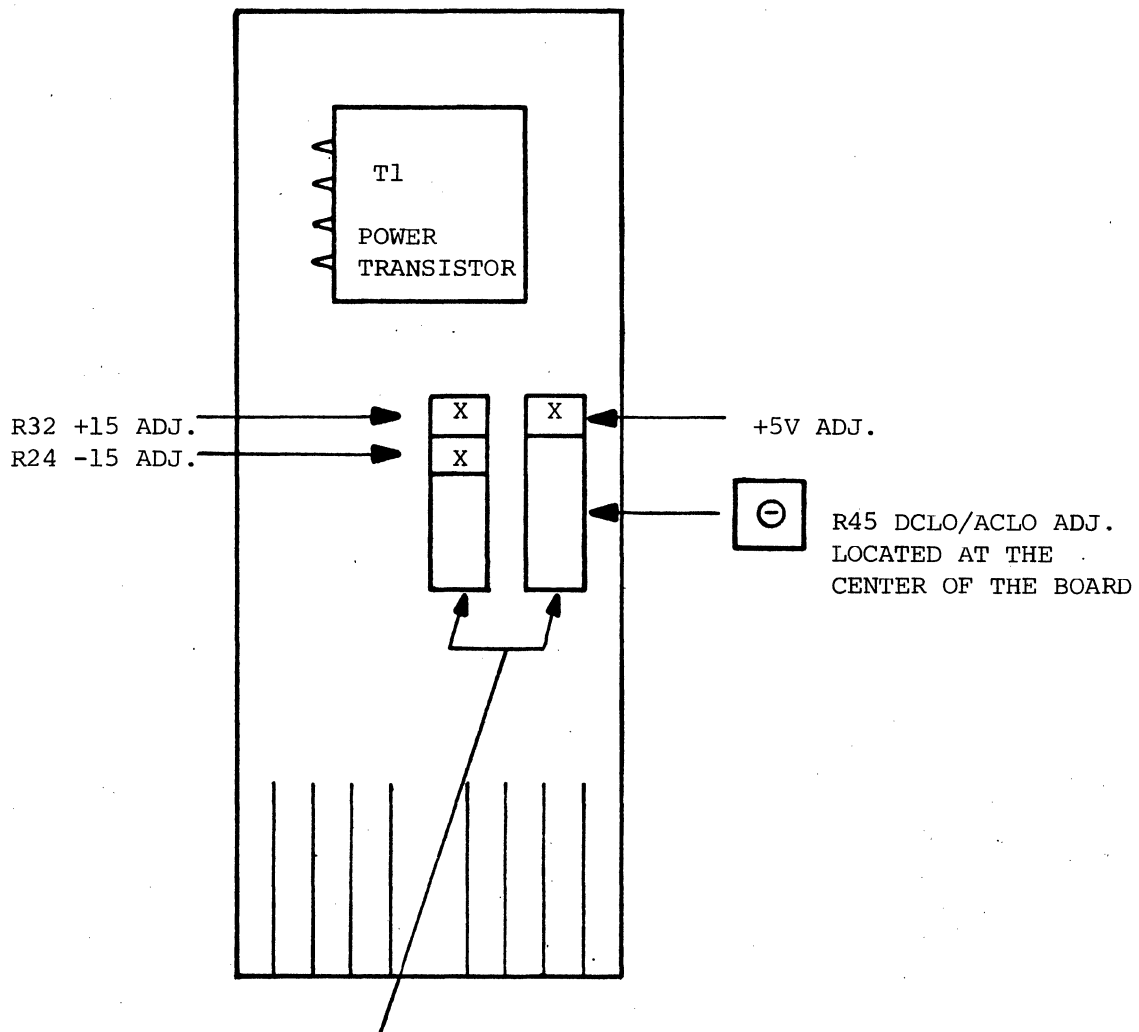 T1
POWER
TRANSISTOR
R32 +15 ADJ.
X
X
+5V ADJ.
R24 -15 ADJ.
X
R45 DCLO/ACLO ADJ.
LOCATED AT THE
CENTER OF THE BOARD